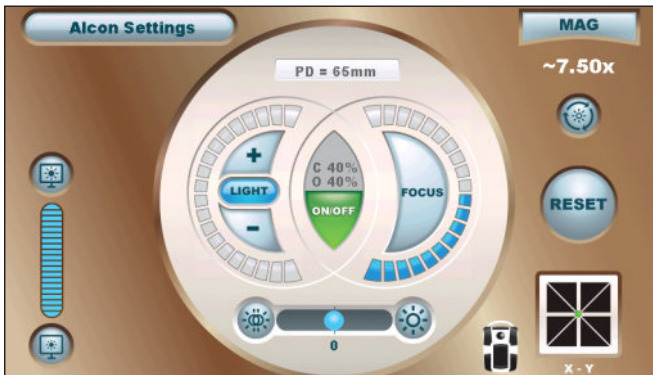 Alcon Settings
MAG
PD = 65mm
~7.50x
+
C 40%
O 40%
LIGHT
ON/OFF
FOCUS
-
RESET
0
X - Y